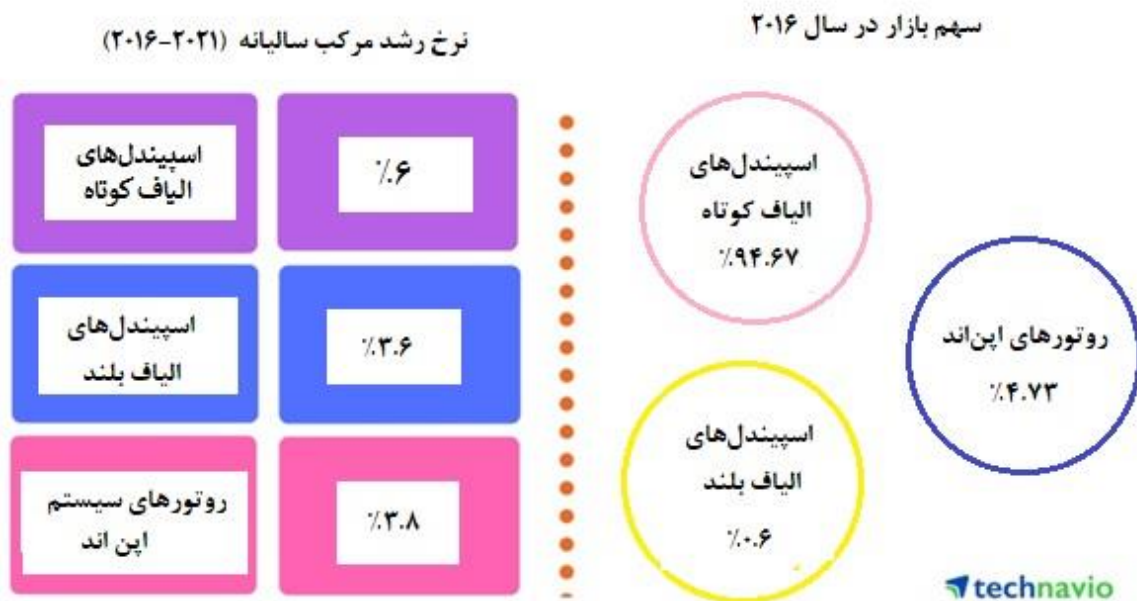 سهم بازار در سال ۲۰۱۶
اسپیندل‌های
الیاف کوتاه
٪۹۴.۶۷
روتورهای اپن‌اند
٪۴.۷۳
اسپیندل‌های
الیاف بلند
٪۰.۶
نرخ رشد مرکب سالیانه (۲۰۲۱-۲۰۱۶)
اسپیندل‌های
الیاف کوتاه
٪۶
اسپیندل‌های
الیاف بلند
٪۳.۶
روتورهای سیستم
اپن اند
٪۳.۸
technavio